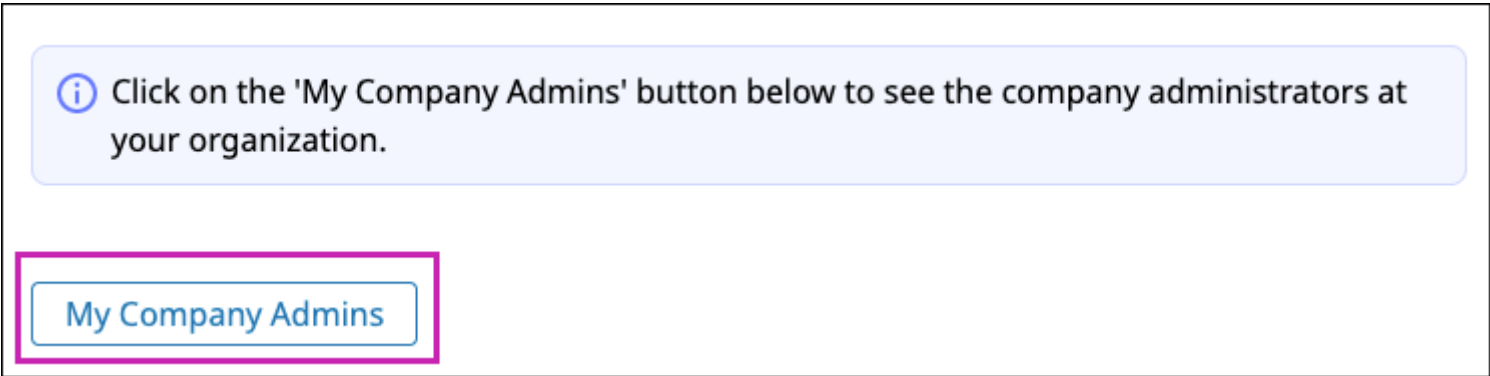 Click on the 'My Company Admins' button below to see the company administrators at
your organization.
My Company Admins